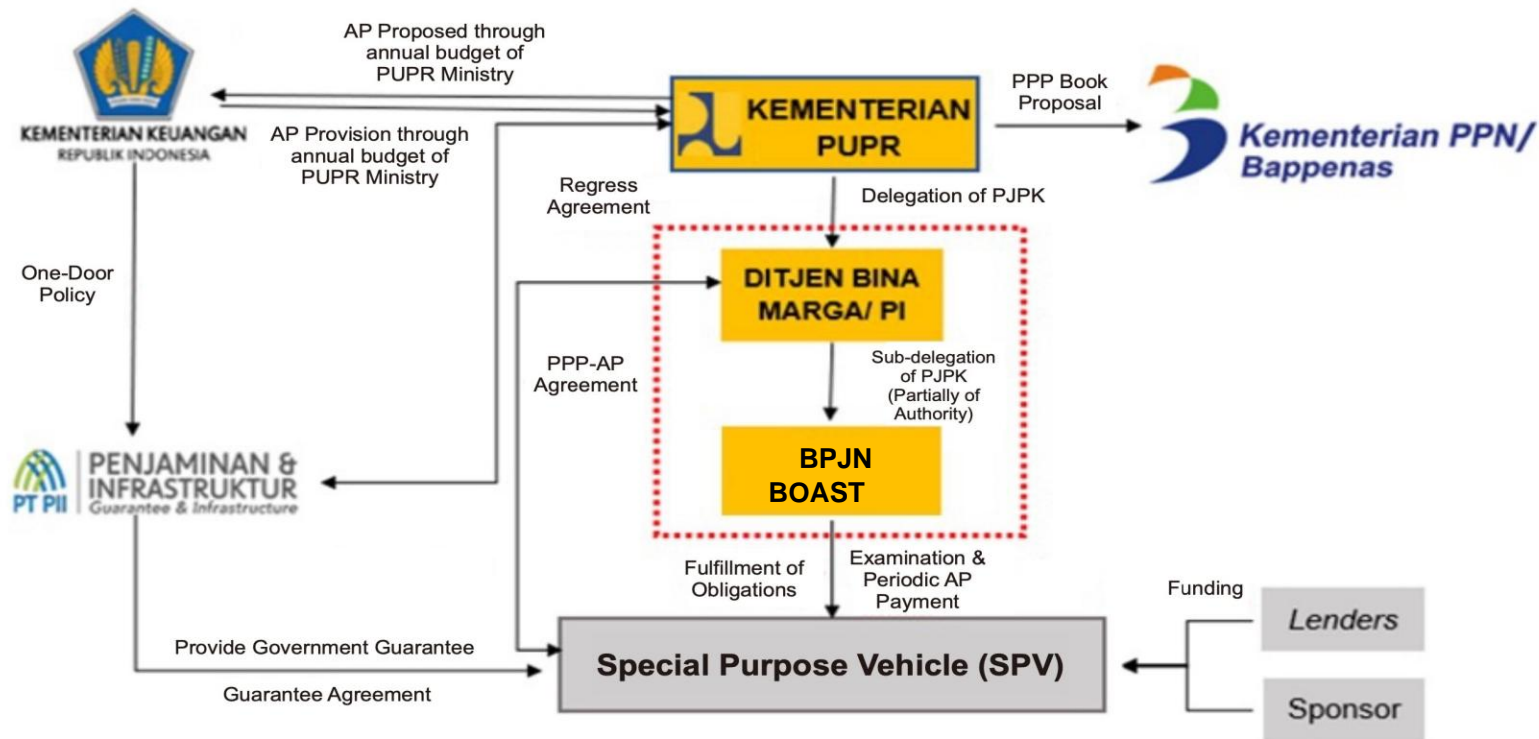 AP Proposed through
annual budget of
PUPR Ministry
KEMENTERIAN KEUANGAN
REPUBLIK INDONESIA
AP Provision through
annual budget of
PUPR Ministry
KEMENTERIAN
PUPR
PPP Book
Proposal
Kementerian PPN/
Bappenas
Regress
Agreement
Delegation of PJPK
One-Door
Policy
DITJEN BINA
MARGA/ PI
PPP-AP
Agreement
Sub-delegation
of PJPK
(Partially of
Authority)
BPJN
BOAST
PT PII
PENJAMINAN &
INFRASTRUKTUR
Guarantee & Infrastructure
Fulfillment of
Obligations
Examination &
Periodic AP
Payment
Funding
Lenders
Sponsor
Provide Government Guarantee
Guarantee Agreement
Special Purpose Vehicle (SPV)